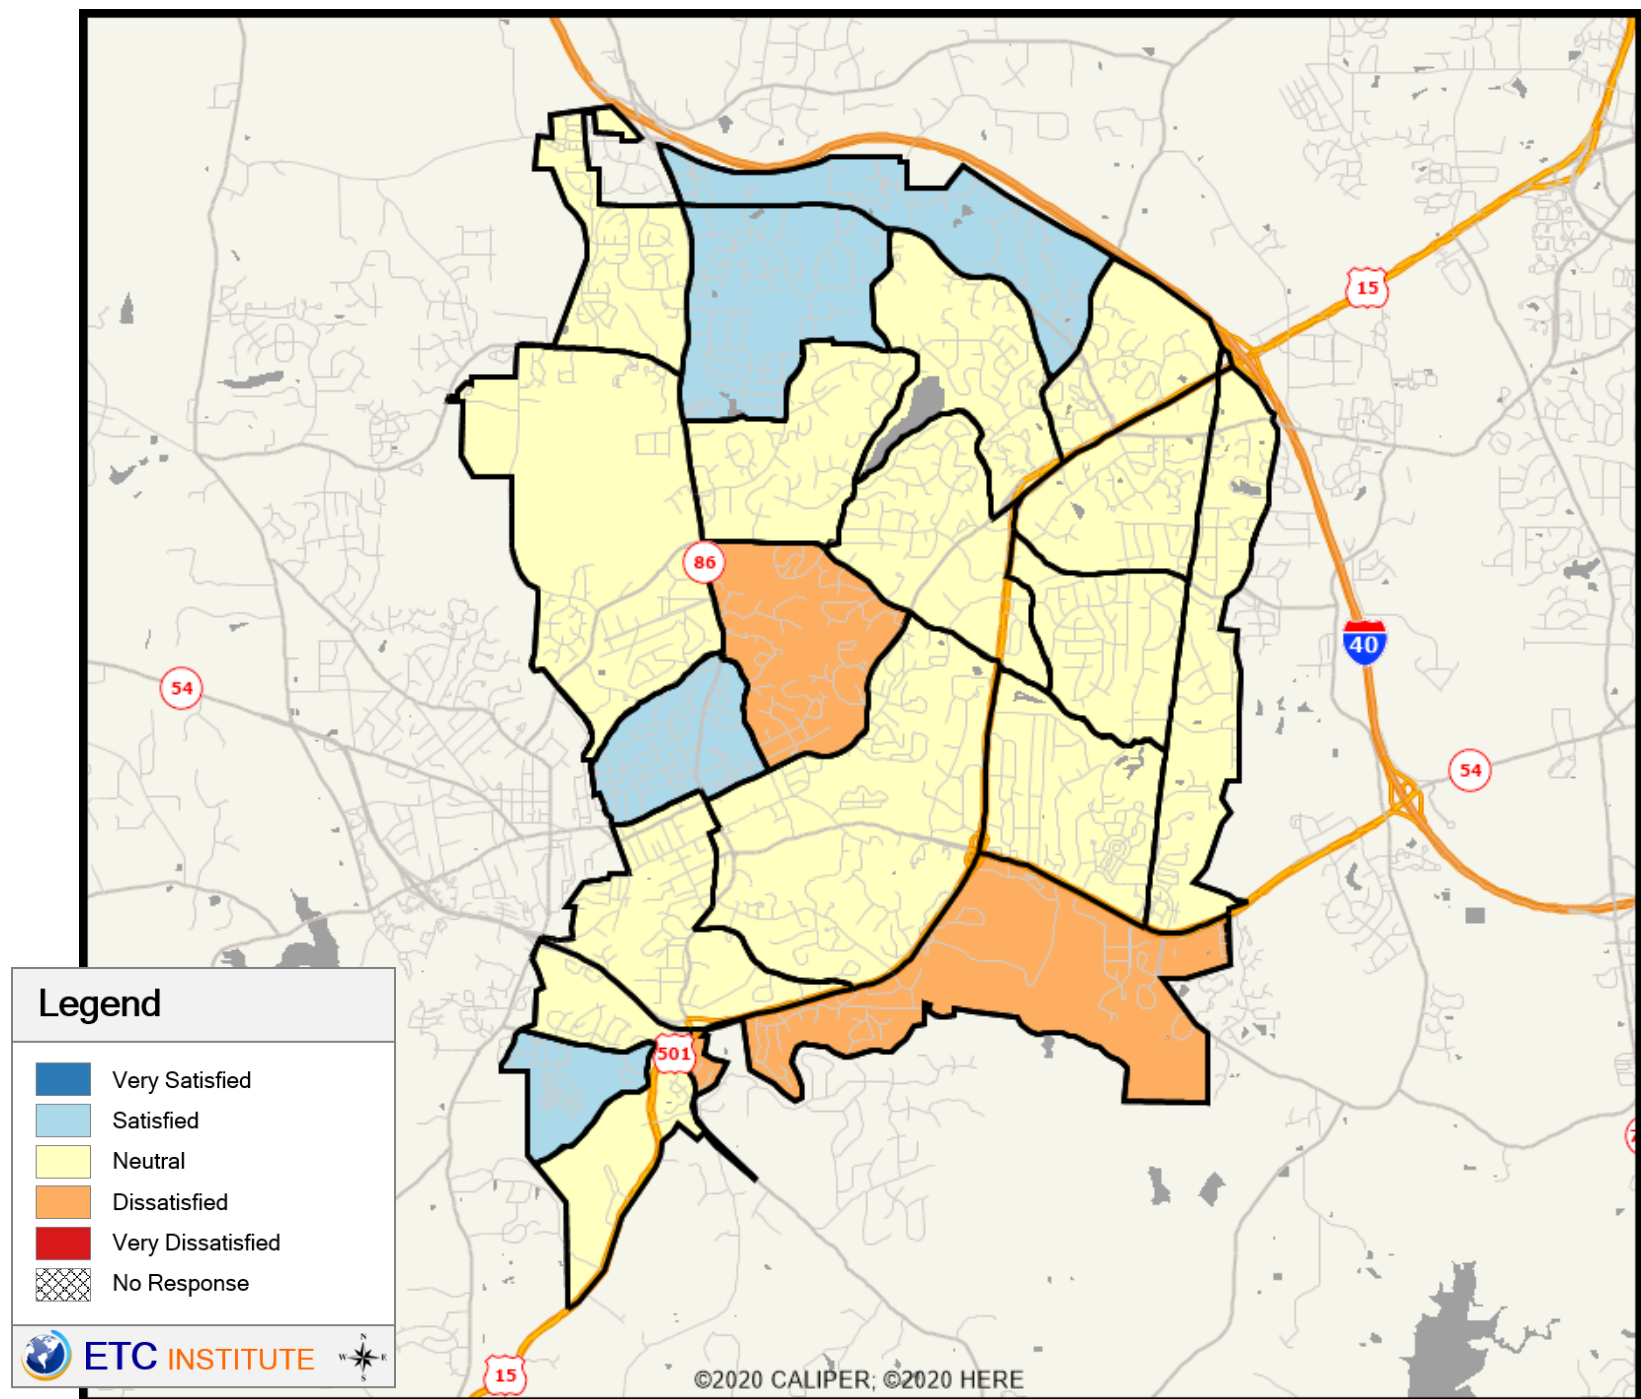 15
86
40
54
54
501
Legend
Very Satisfied
Satisfied
Neutral
Dissatisfied
Very Dissatisfied
No Response
ETC INSTITUTE
N
W E
S
15
©2020 CALIPER; ©2020 HERE